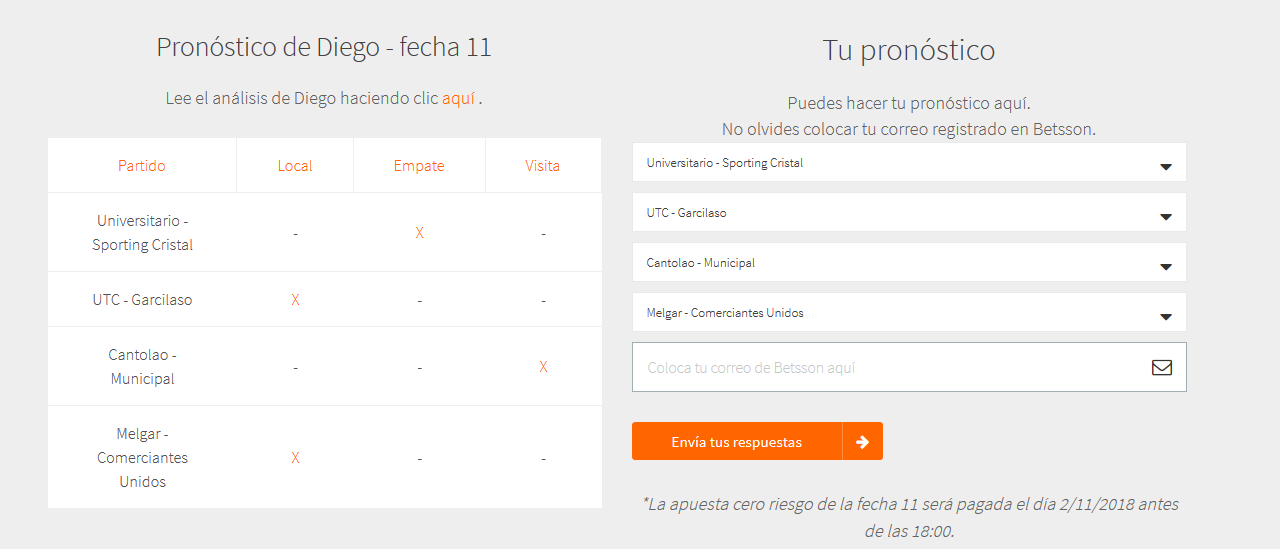 Pronóstico de Diego - fecha 11
Lee el análisis de Diego haciendo clic aquí .
Partido Local Empate Visita
Universitario -
Sporting Cristal
- X -
UTC - Garcilaso X - -
Cantolao -
Municipal
- - X
Melgar -
Comerciantes
Unidos
X - -
Tu pronóstico
Puedes hacer tu pronóstico aquí.
No olvides colocar tu correo registrado en Betsson.
Universitario - Sporting Cristal
UTC - Garcilaso
Cantolao - Municipal
Melgar - Comerciantes Unidos
Coloca tu correo de Betsson aquí
Envía tus respuestas
*La apuesta cero riesgo de la fecha 11 será pagada el día 2/11/2018 antes
de las 18:00.